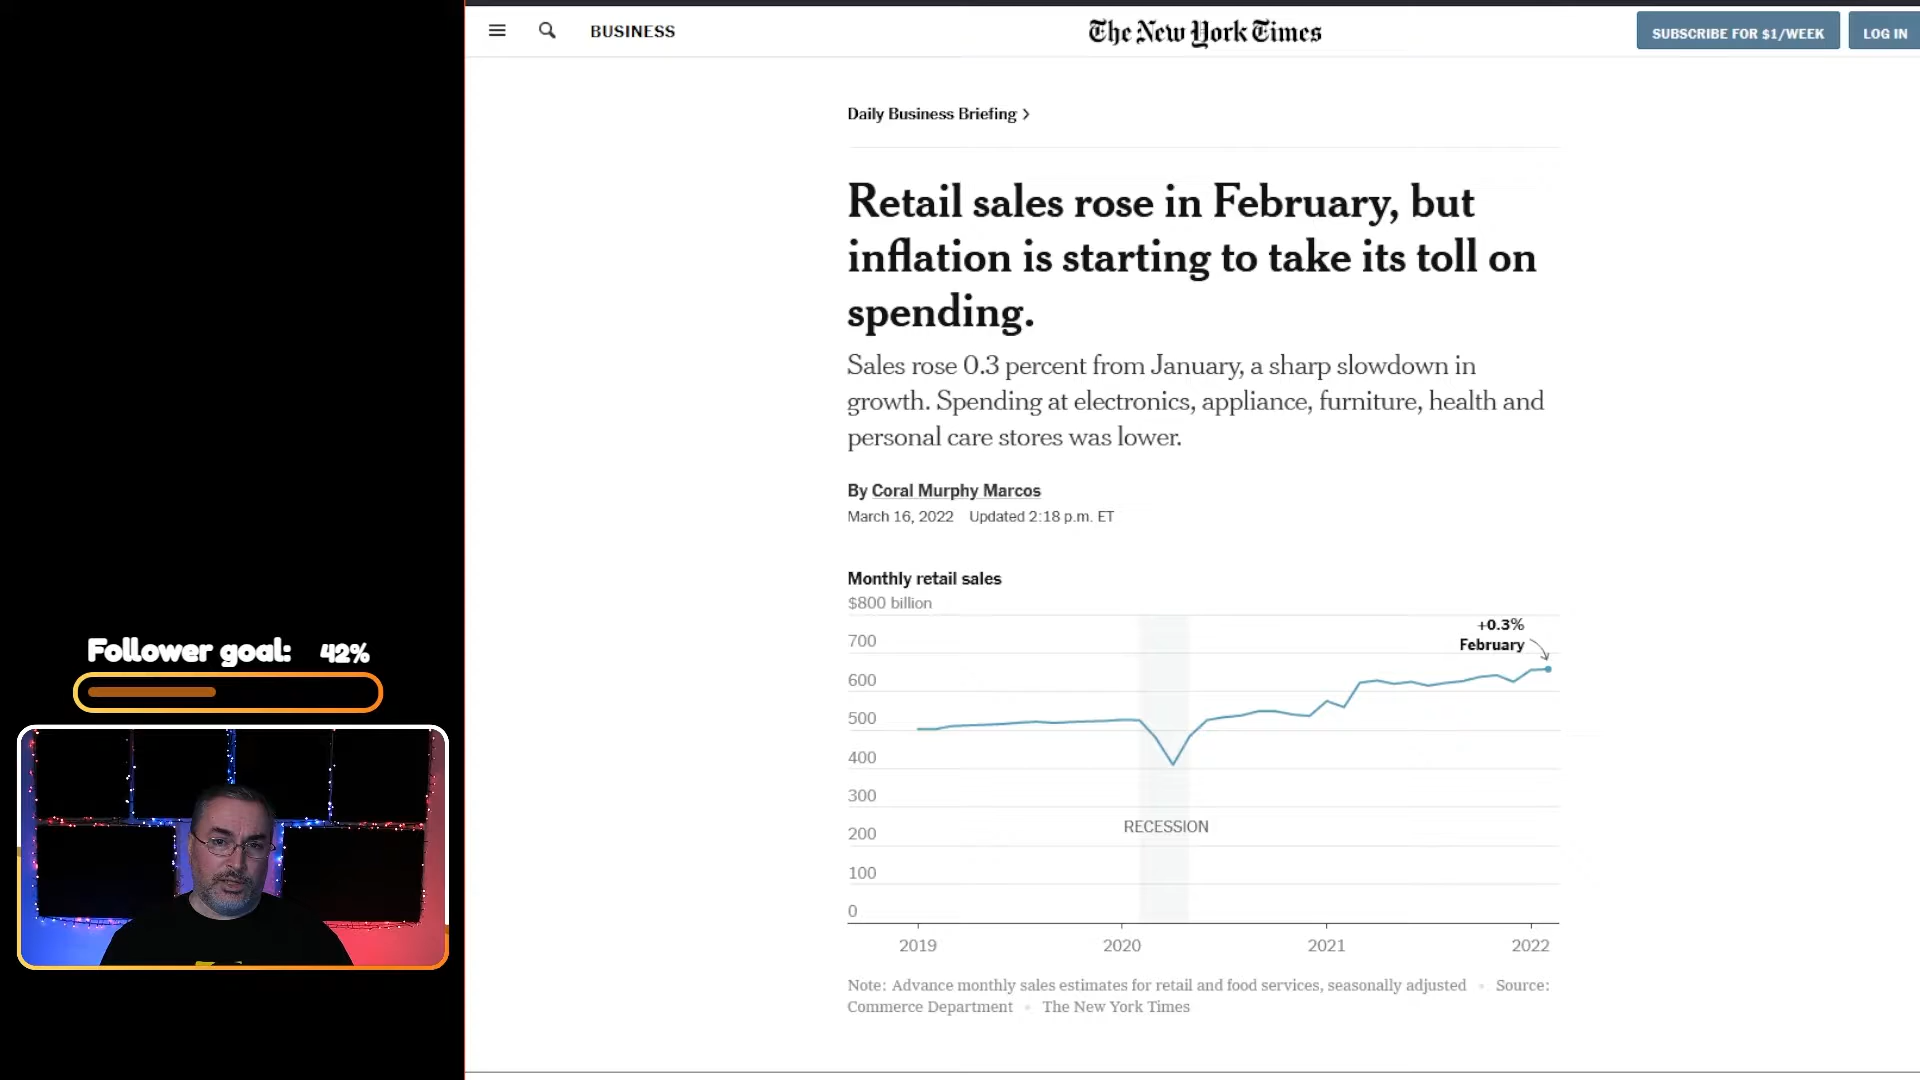 BUSINESS
The New York Times
SUBSCRIBE FOR $1/WEEK
LOG IN
Daily Business Briefing >
Retail sales rose in February, but
inflation is starting to take its toll on
spending.
Sales rose 0.3 percent from January, a sharp slowdown in
growth. Spending at electronics, appliance, furniture, health and
personal care stores was lower.
By Coral Murphy Marcos
March 16, 2022 Updated 2:18 p.m. ET
Monthly retail sales
$800 billion
+0.3%
February
700
600
500
400
300
200
100
0
RECESSION
2019 2020 2021 2022
Note: Advance monthly sales estimates for retail and food services, seasonally adjusted • Source:
Commerce Department • The New York Times
Follower goal: 42%